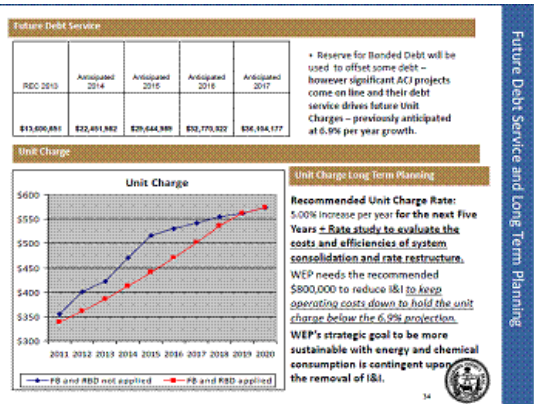 Future Debt Service
REC 2013
Anticipated 2014
Anticipated 2015
Anticipated 2016
Anticipated 2017
$22,451,982
$29,644,989
$32,770,322
• Reserve for Bonded Debt will be
used to offset some debt –
however significant ACJ projects
come on line and their debt
service drives future Unit
Charges – previously anticipated
at 6.9% per year growth.
Unit Charge
Unit Charge
$600
$550
$500
$450
$400
$350
$300
2011 2012 2013 2014 2015 2016 2017 2018 2019 2020
FB and RBD not applied
FB and RBD applied
Unit Charge Long Term Planning
Recommended Unit Charge Rate:
5.00% increase per year for the next Five
Years + Rate study to evaluate the
costs and efficiencies of system
consolidation and rate restructure.
WEP needs the recommended
$800,000 to reduce I&I to keep
operating costs down to hold the unit
charge below the 6.9% projection.
WEP's strategic goal to be more
sustainable with energy and chemical
consumption is contingent upon
the removal of I&I.
34
Future Debt Service and Long Term Planning